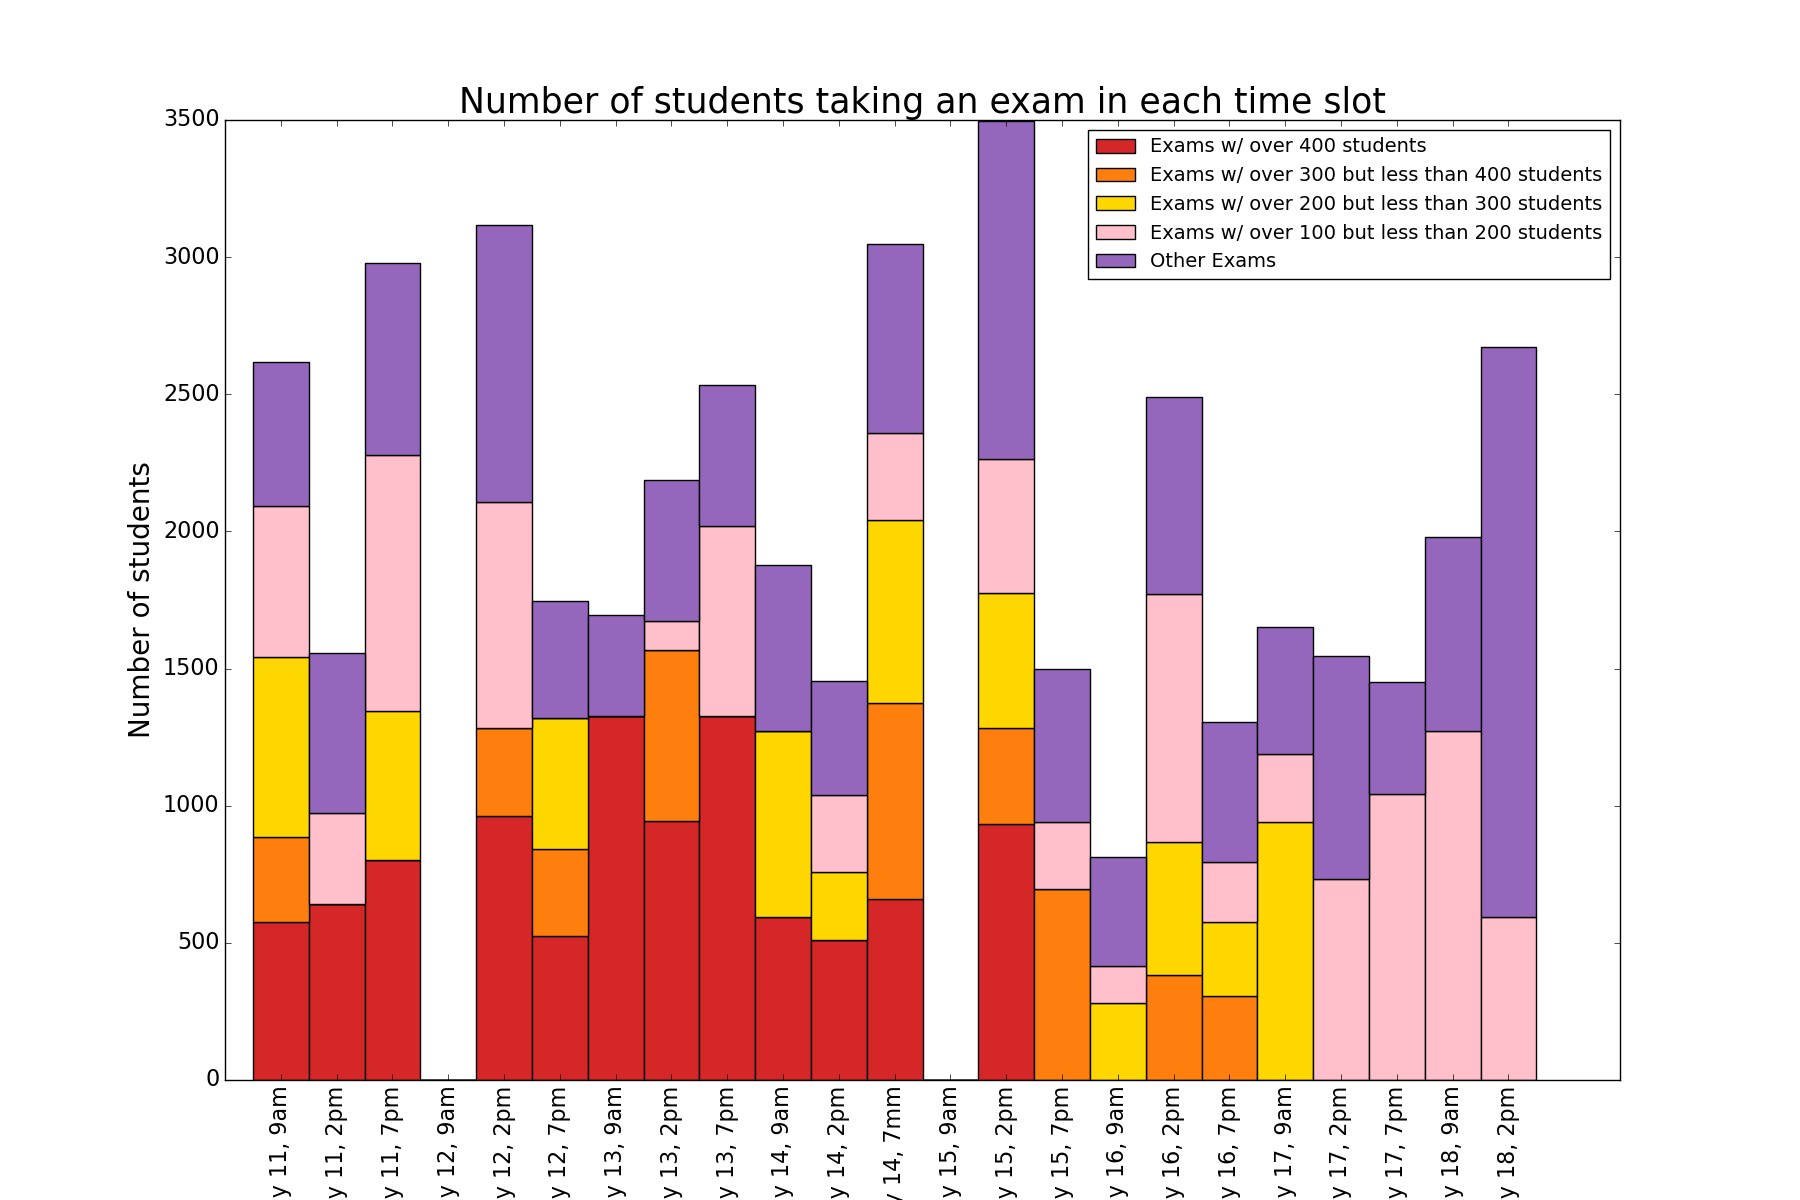 Number of students taking an exam in each time slot
Number of students
3500
3000
2500
2000
1500
1000
500
0
Exams w/ over 400 students
Exams w/ over 300 but less than 400 students
Exams w/ over 200 but less than 300 students
Exams w/ over 100 but less than 200 students
Other Exams
y 11, 9am
y 11, 2pm
y 11, 7pm
y 12, 9am
y 12, 2pm
y 12, 7pm
y 13, 9am
y 13, 2pm
y 13, 7pm
y 14, 9am
y 14, 2pm
y 14, 7mm
y 15, 9am
y 15, 2pm
y 15, 7pm
y 16, 9am
y 16, 2pm
y 16, 7pm
y 17, 9am
y 17, 2pm
y 17, 7pm
y 18, 9am
y 18, 2pm